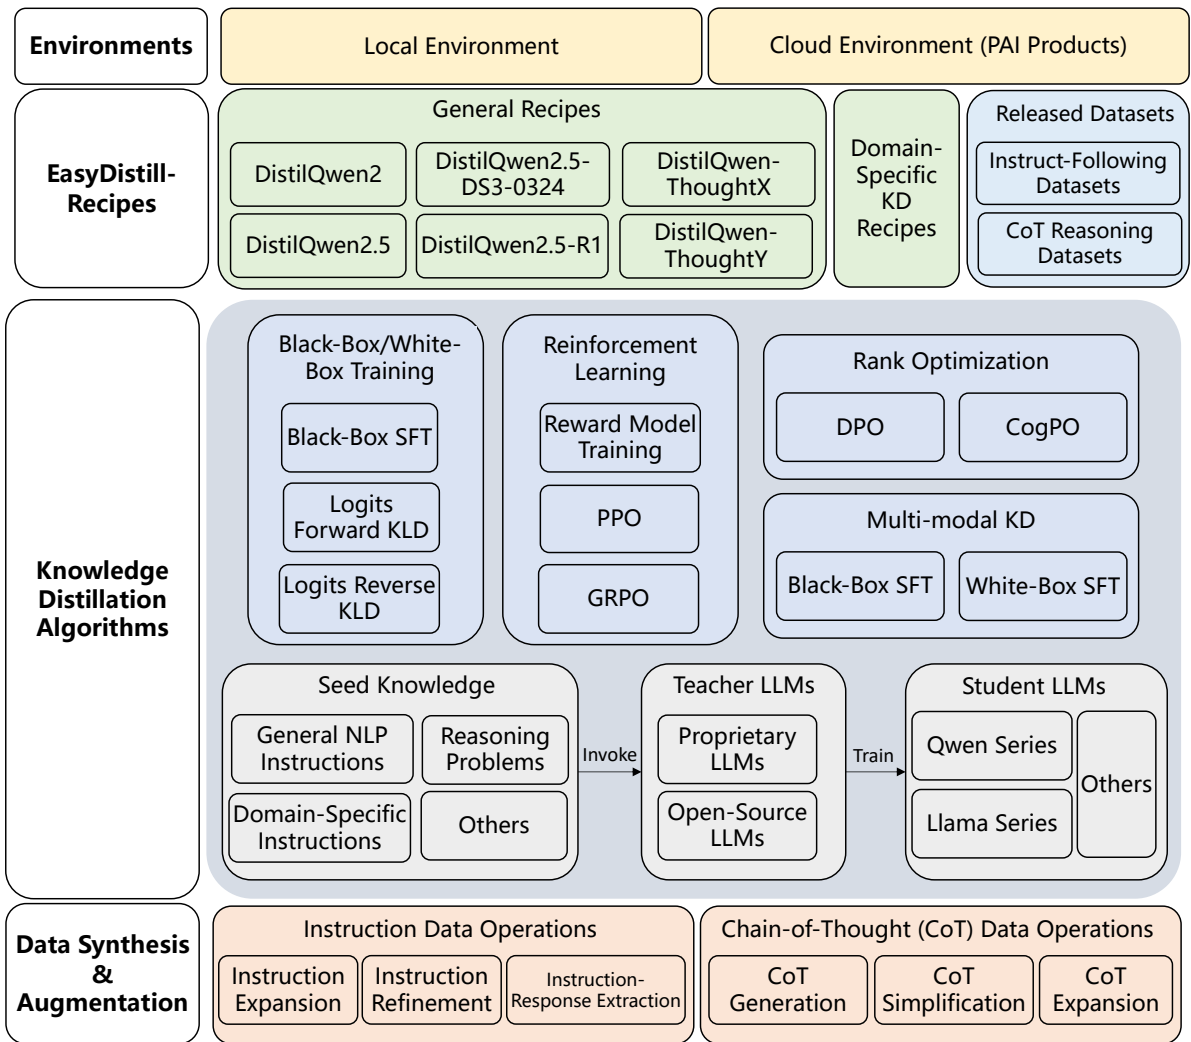 Environments
Local Environment
Cloud Environment (PAI Products)
EasyDistill-
Recipes
General Recipes
DistilQwen2
DistilQwen2.5-
DS3-0324
DistilQwen-
ThoughtX
DistilQwen2.5
DistilQwen2.5-R1
DistilQwen-
ThoughtY
Domain-
Specific
KD
Recipes
Released Datasets
Instruct-Following
Datasets
CoT Reasoning
Datasets
Knowledge
Distillation
Algorithms
Black-Box/White-
Box Training
Black-Box SFT
Logits
Forward KLD
Logits Reverse
KLD
Reinforcement
Learning
Reward Model
Training
PPO
GRPO
Rank Optimization
DPO
CogPO
Multi-modal KD
Black-Box SFT
White-Box SFT
Seed Knowledge
General NLP
Instructions
Reasoning
Problems
Domain-Specific
Instructions
Others
Invoke
Teacher LLMs
Proprietary
LLMs
Open-Source
LLMs
Train
Student LLMs
Qwen Series
Llama Series
Others
Data Synthesis
&
Augmentation
Instruction Data Operations
Instruction
Expansion
Instruction
Refinement
Instruction-
Response Extraction
Chain-of-Thought (CoT) Data Operations
CoT
Generation
CoT
Simplification
CoT
Expansion